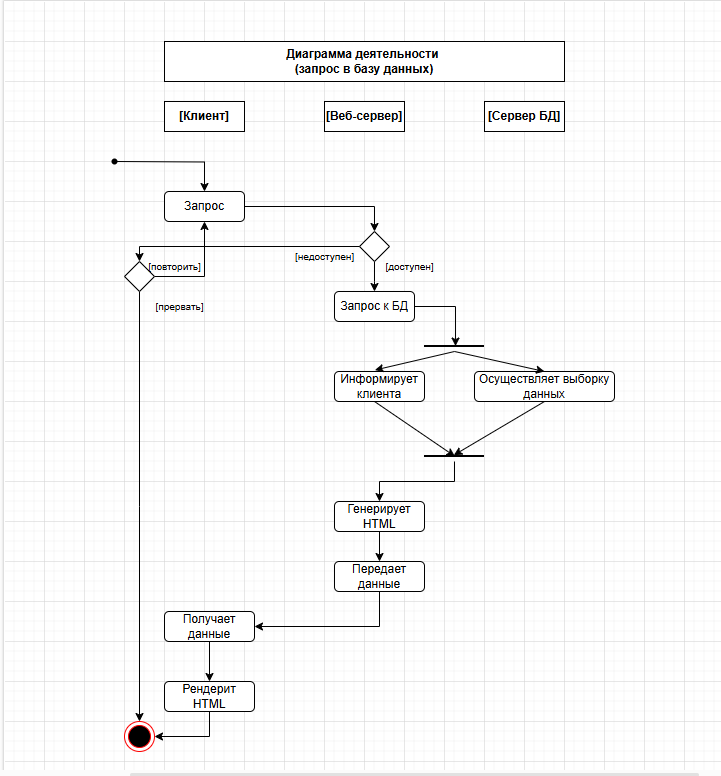 Диаграмма деятельности
(запрос в базу данных)
[Клиент]
[Веб-сервер]
[Сервер БД]
Запрос
[недоступен]
[повторить]
[доступен]
[прервать]
Запрос к БД
Информирует
клиента
Осуществляет выборку
данных
Генерирует
HTML
Передает
данные
Получает
данные
Рендерит
HTML